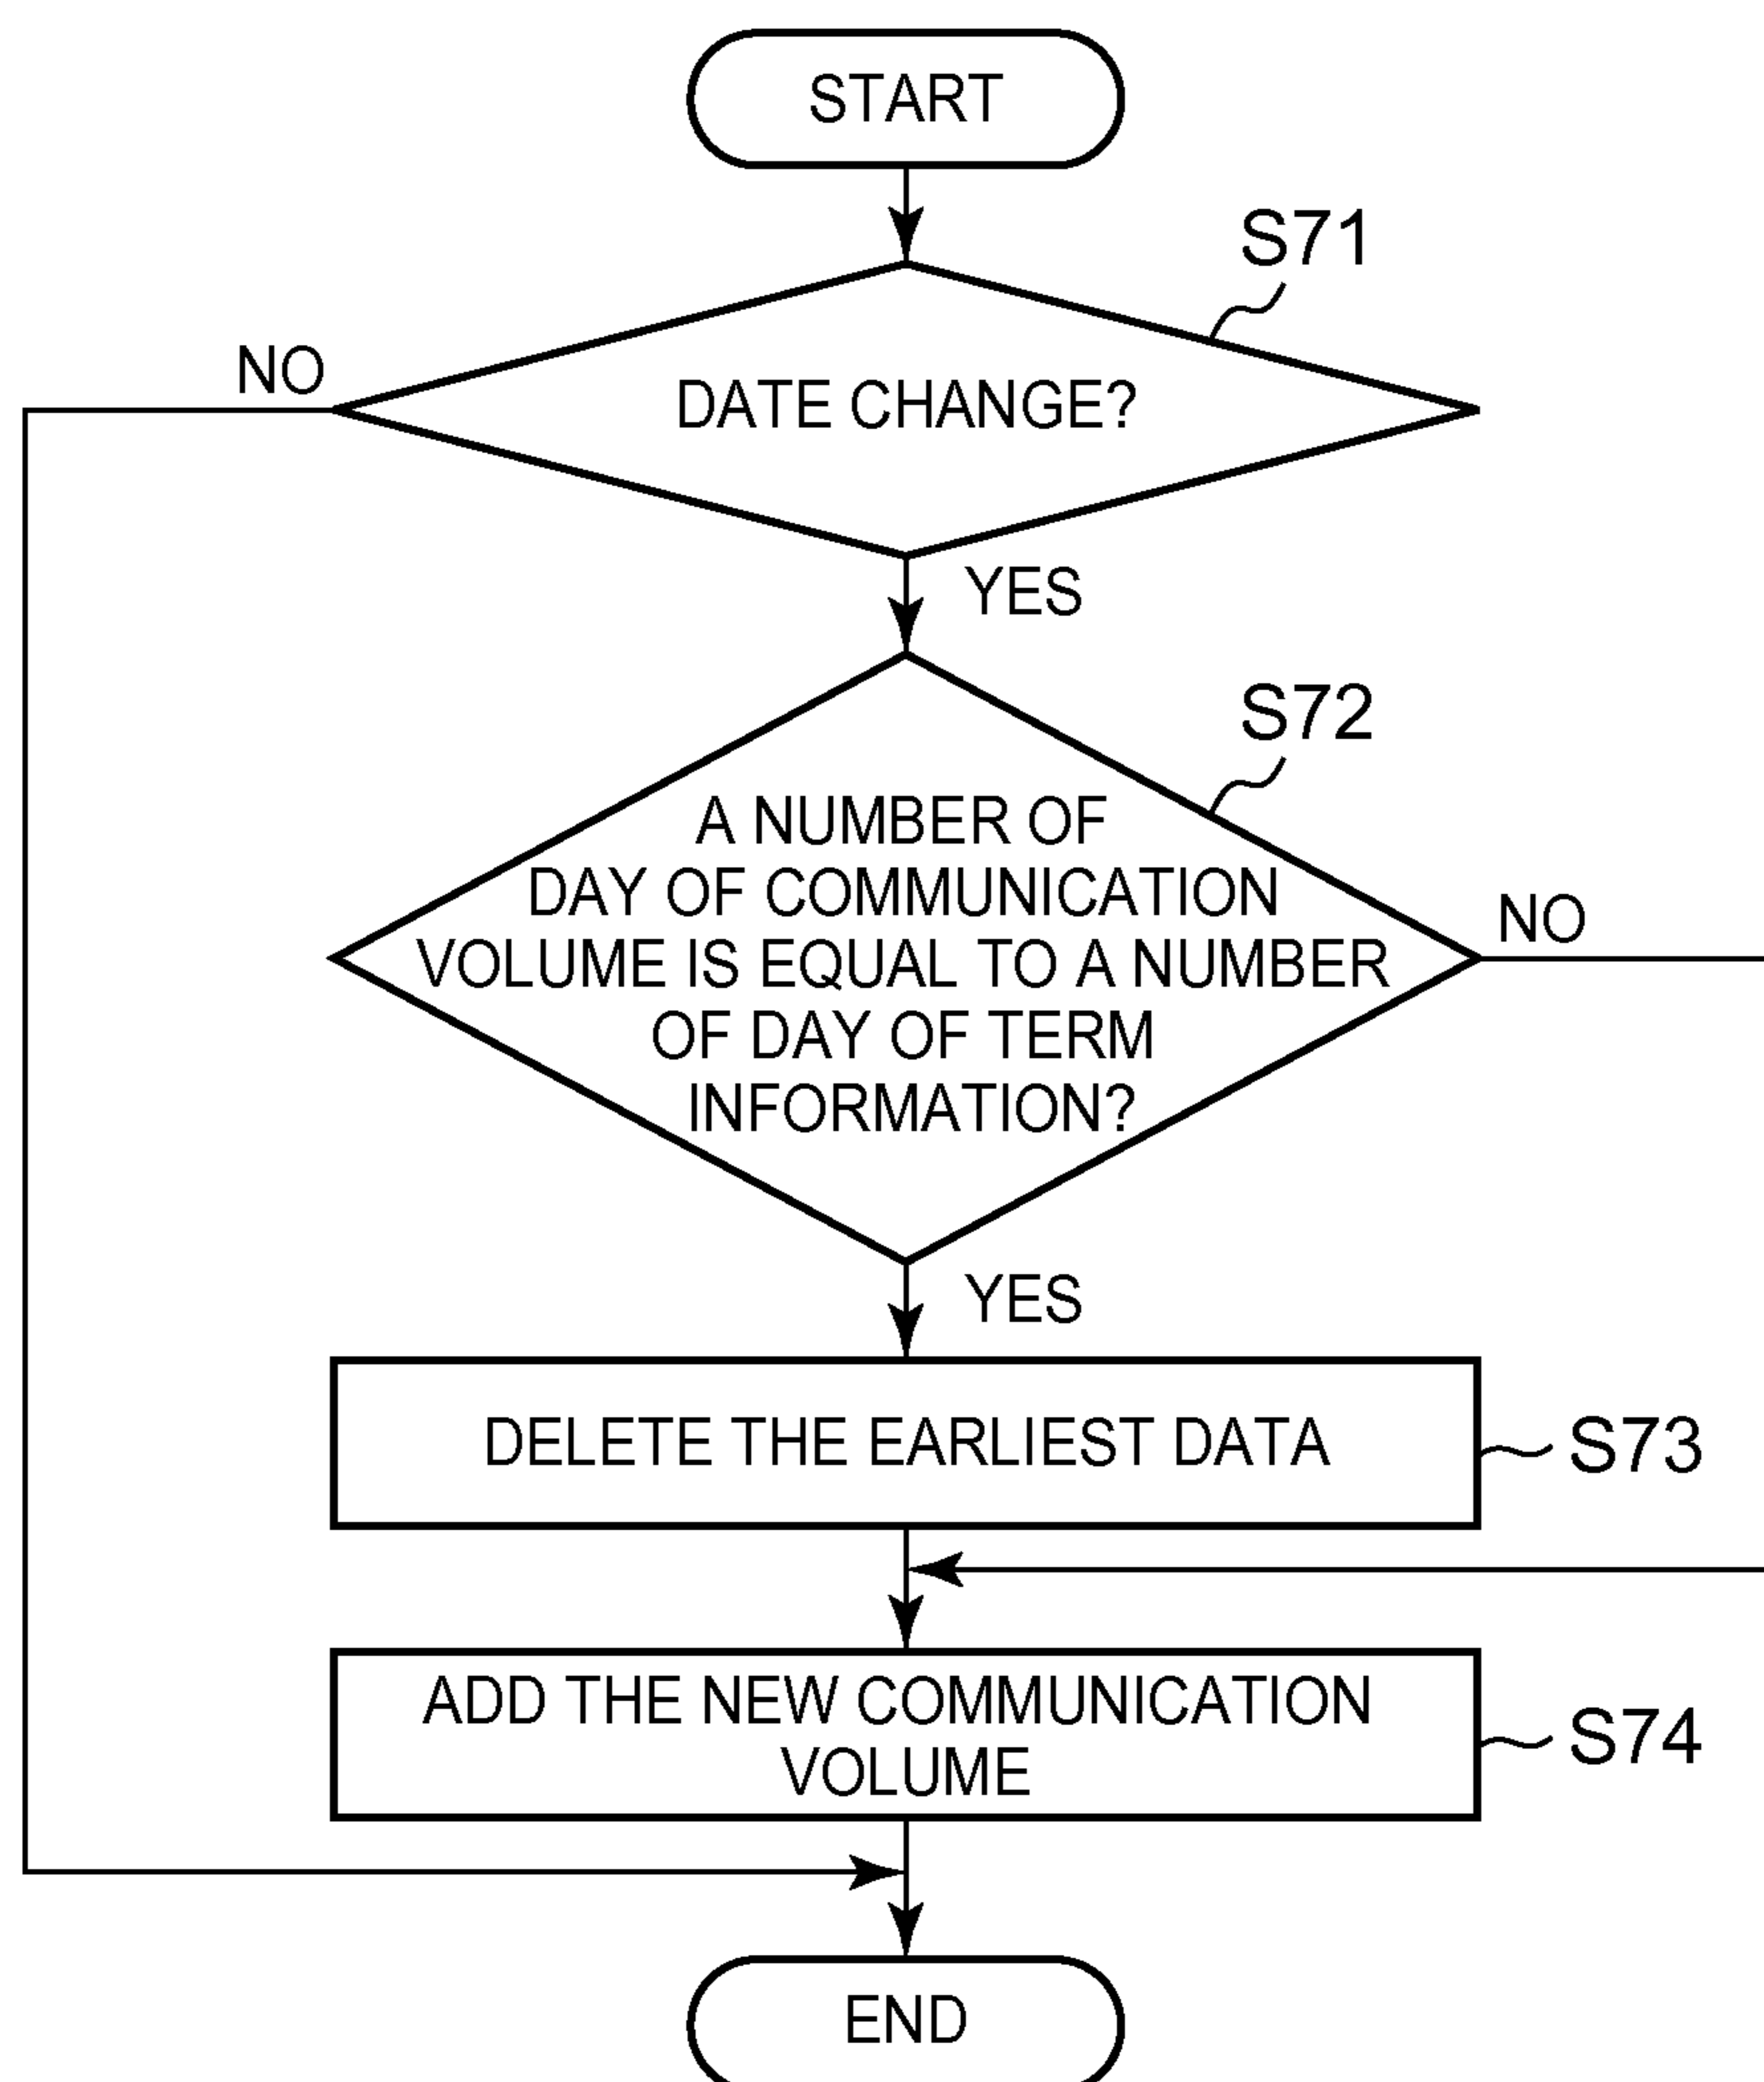 START
S71
NO
DATE CHANGE?
YES
S72
A NUMBER OF
DAY OF COMMUNICATION
VOLUME IS EQUAL TO A NUMBER
OF DAY OF TERM
INFORMATION?
NO
YES
DELETE THE EARLIEST DATA
S73
ADD THE NEW COMMUNICATION
VOLUME
S74
END